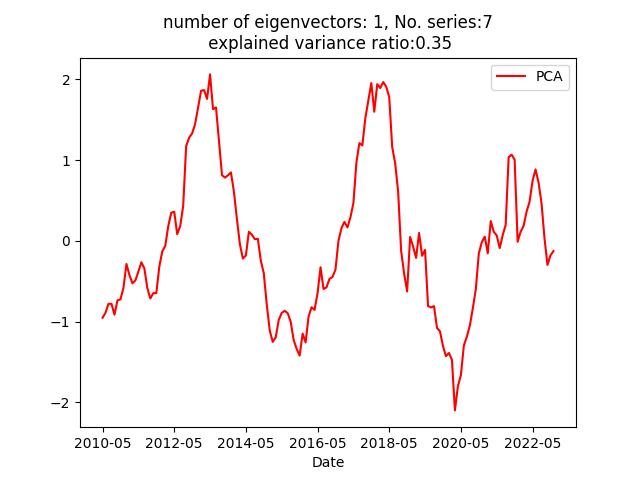 number of eigenvectors: 1, No. series:7
explained variance ratio:0.35
PCA
2
1
0
−1
−2
2010-05 2012-05 2014-05 2016-05 2018-05 2020-05 2022-05
Date